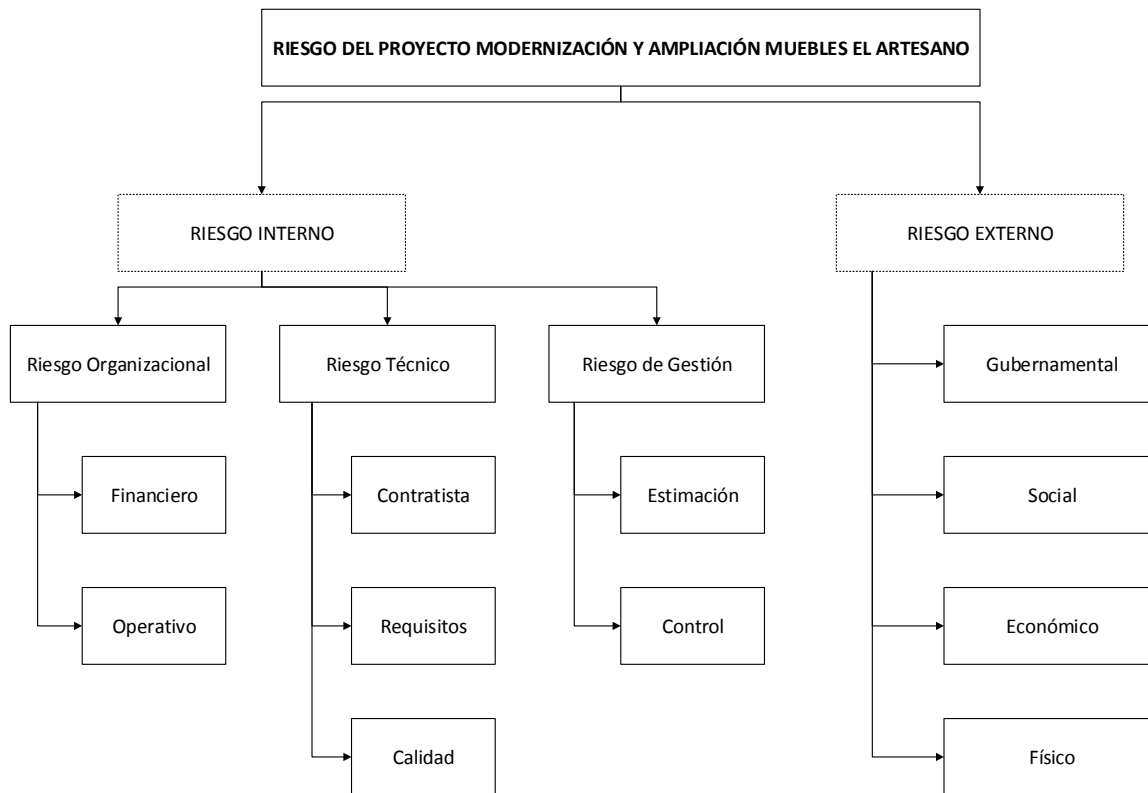 RIESGO DEL PROYECTO MODERNIZACIÓN Y AMPLIACIÓN MUEBLES EL ARTESANO
RIESGO INTERNO
RIESGO EXTERNO
Riesgo Organizacional
Riesgo Técnico
Riesgo de Gestión
Gubernamental
Financiero
Contratista
Estimación
Social
Operativo
Requisitos
Control
Económico
Calidad
Físico